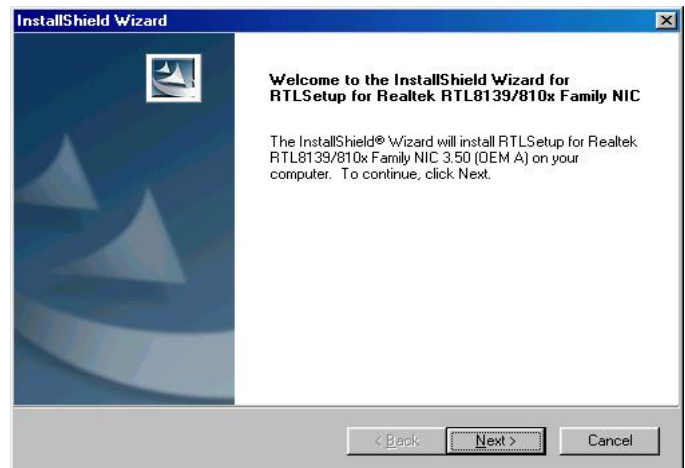 InstallShield Wizard
Welcome to the InstallShield Wizard for
RTLSetup for Realtek RTL8139/810x Family NIC
The InstallShield® Wizard will install RTLSetup for Realtek
RTL8139/810x Family NIC 3.50 (OEM A) on your
computer. To continue, click Next.
< Back Next > Cancel